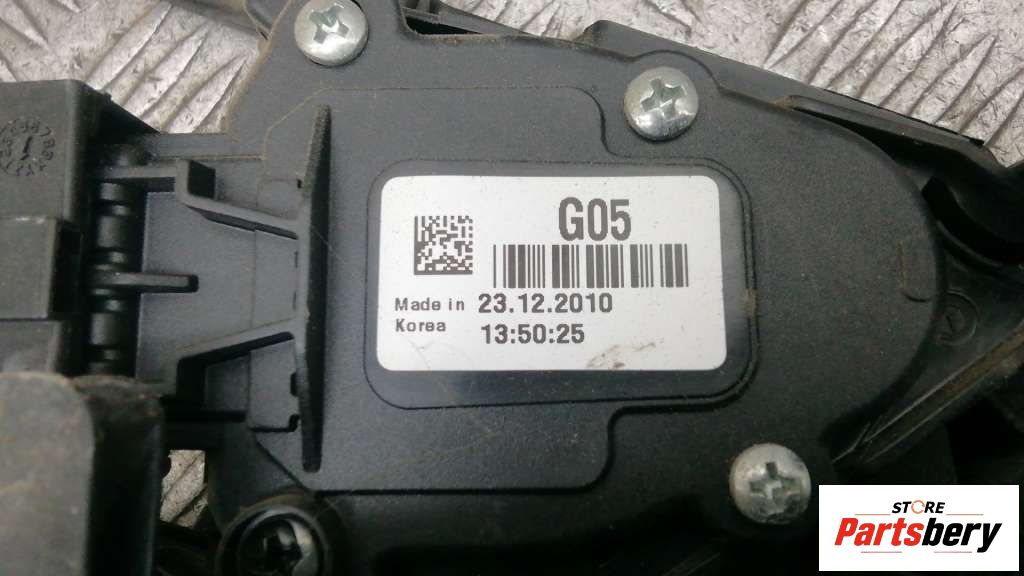 G05
Made in 23.12.2010
Korea 13:50:25
STORE
Partsbery